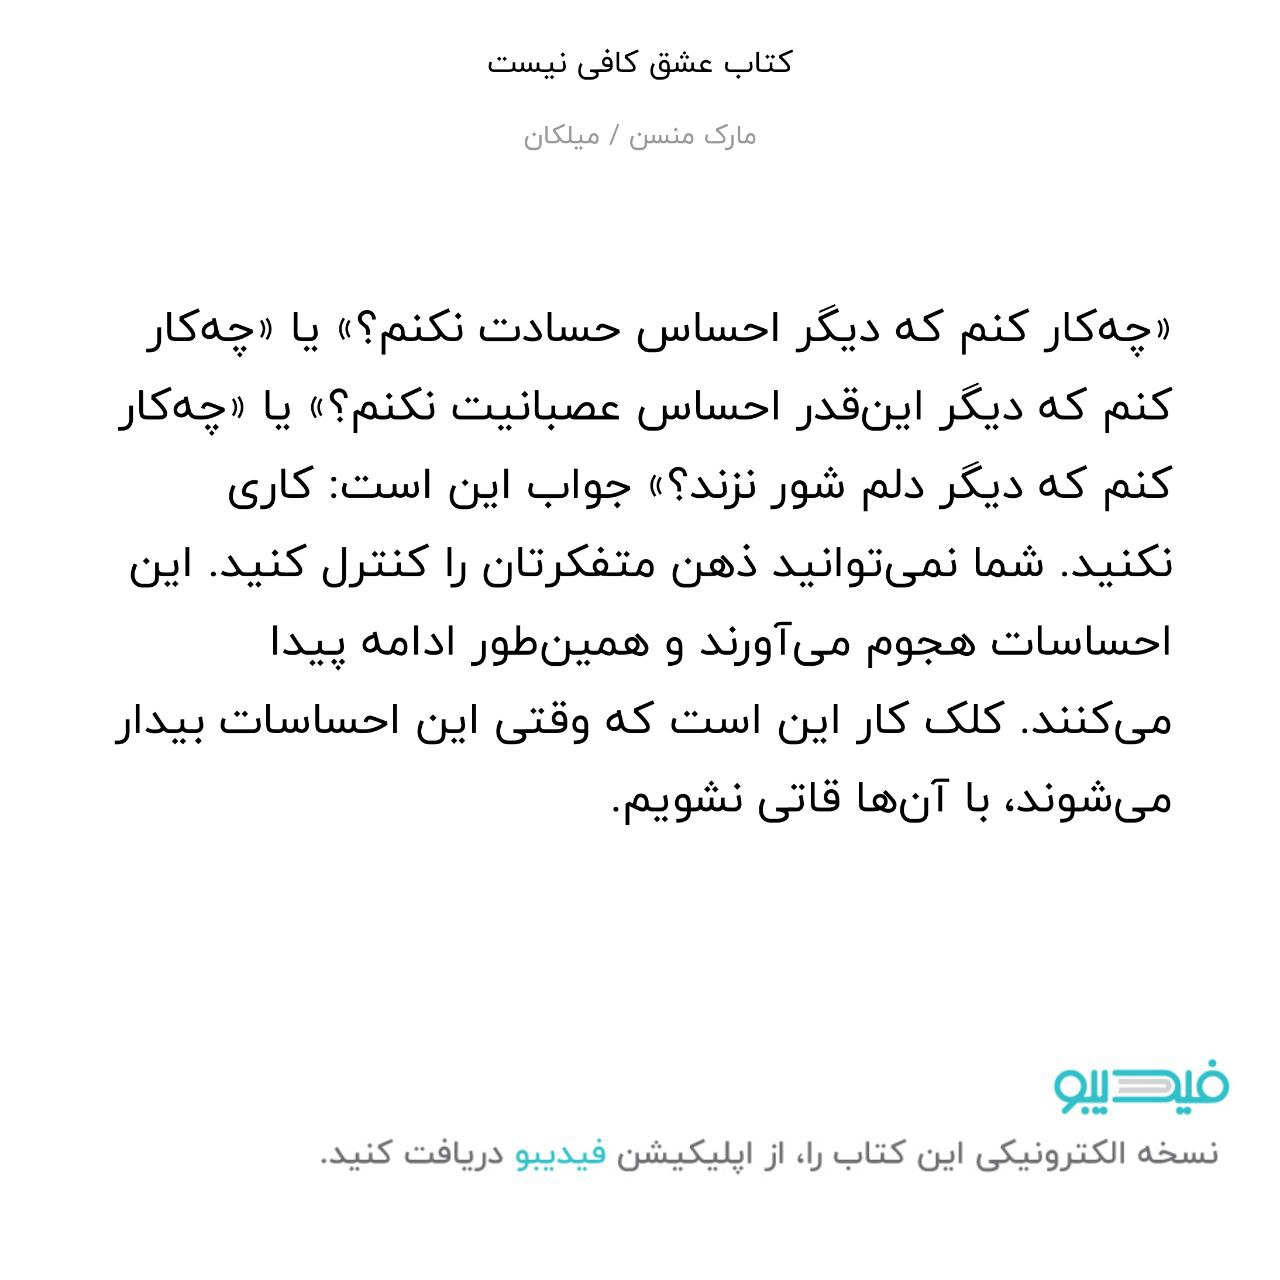 کتاب عشق کافی نیست
مارک منسن / میلکان
«چه‌کار کنم که دیگر احساس حسادت نکنم؟» یا «چه‌کار
کنم که دیگر این‌قدر احساس عصبانیت نکنم؟» یا «چه‌کار
کنم که دیگر دلم شور نزند؟» جواب این است: کاری
نکنید. شما نمی‌توانید ذهن متفکرتان را کنترل کنید. این
احساسات هجوم می‌آورند و همین‌طور ادامه پیدا
می‌کنند. کلک کار این است که وقتی این احساسات بیدار
می‌شوند، با آن‌ها قاتی نشویم.
فیدیبو
نسخه الکترونیکی این کتاب را، از اپلیکیشن فیدیبو دریافت کنید.